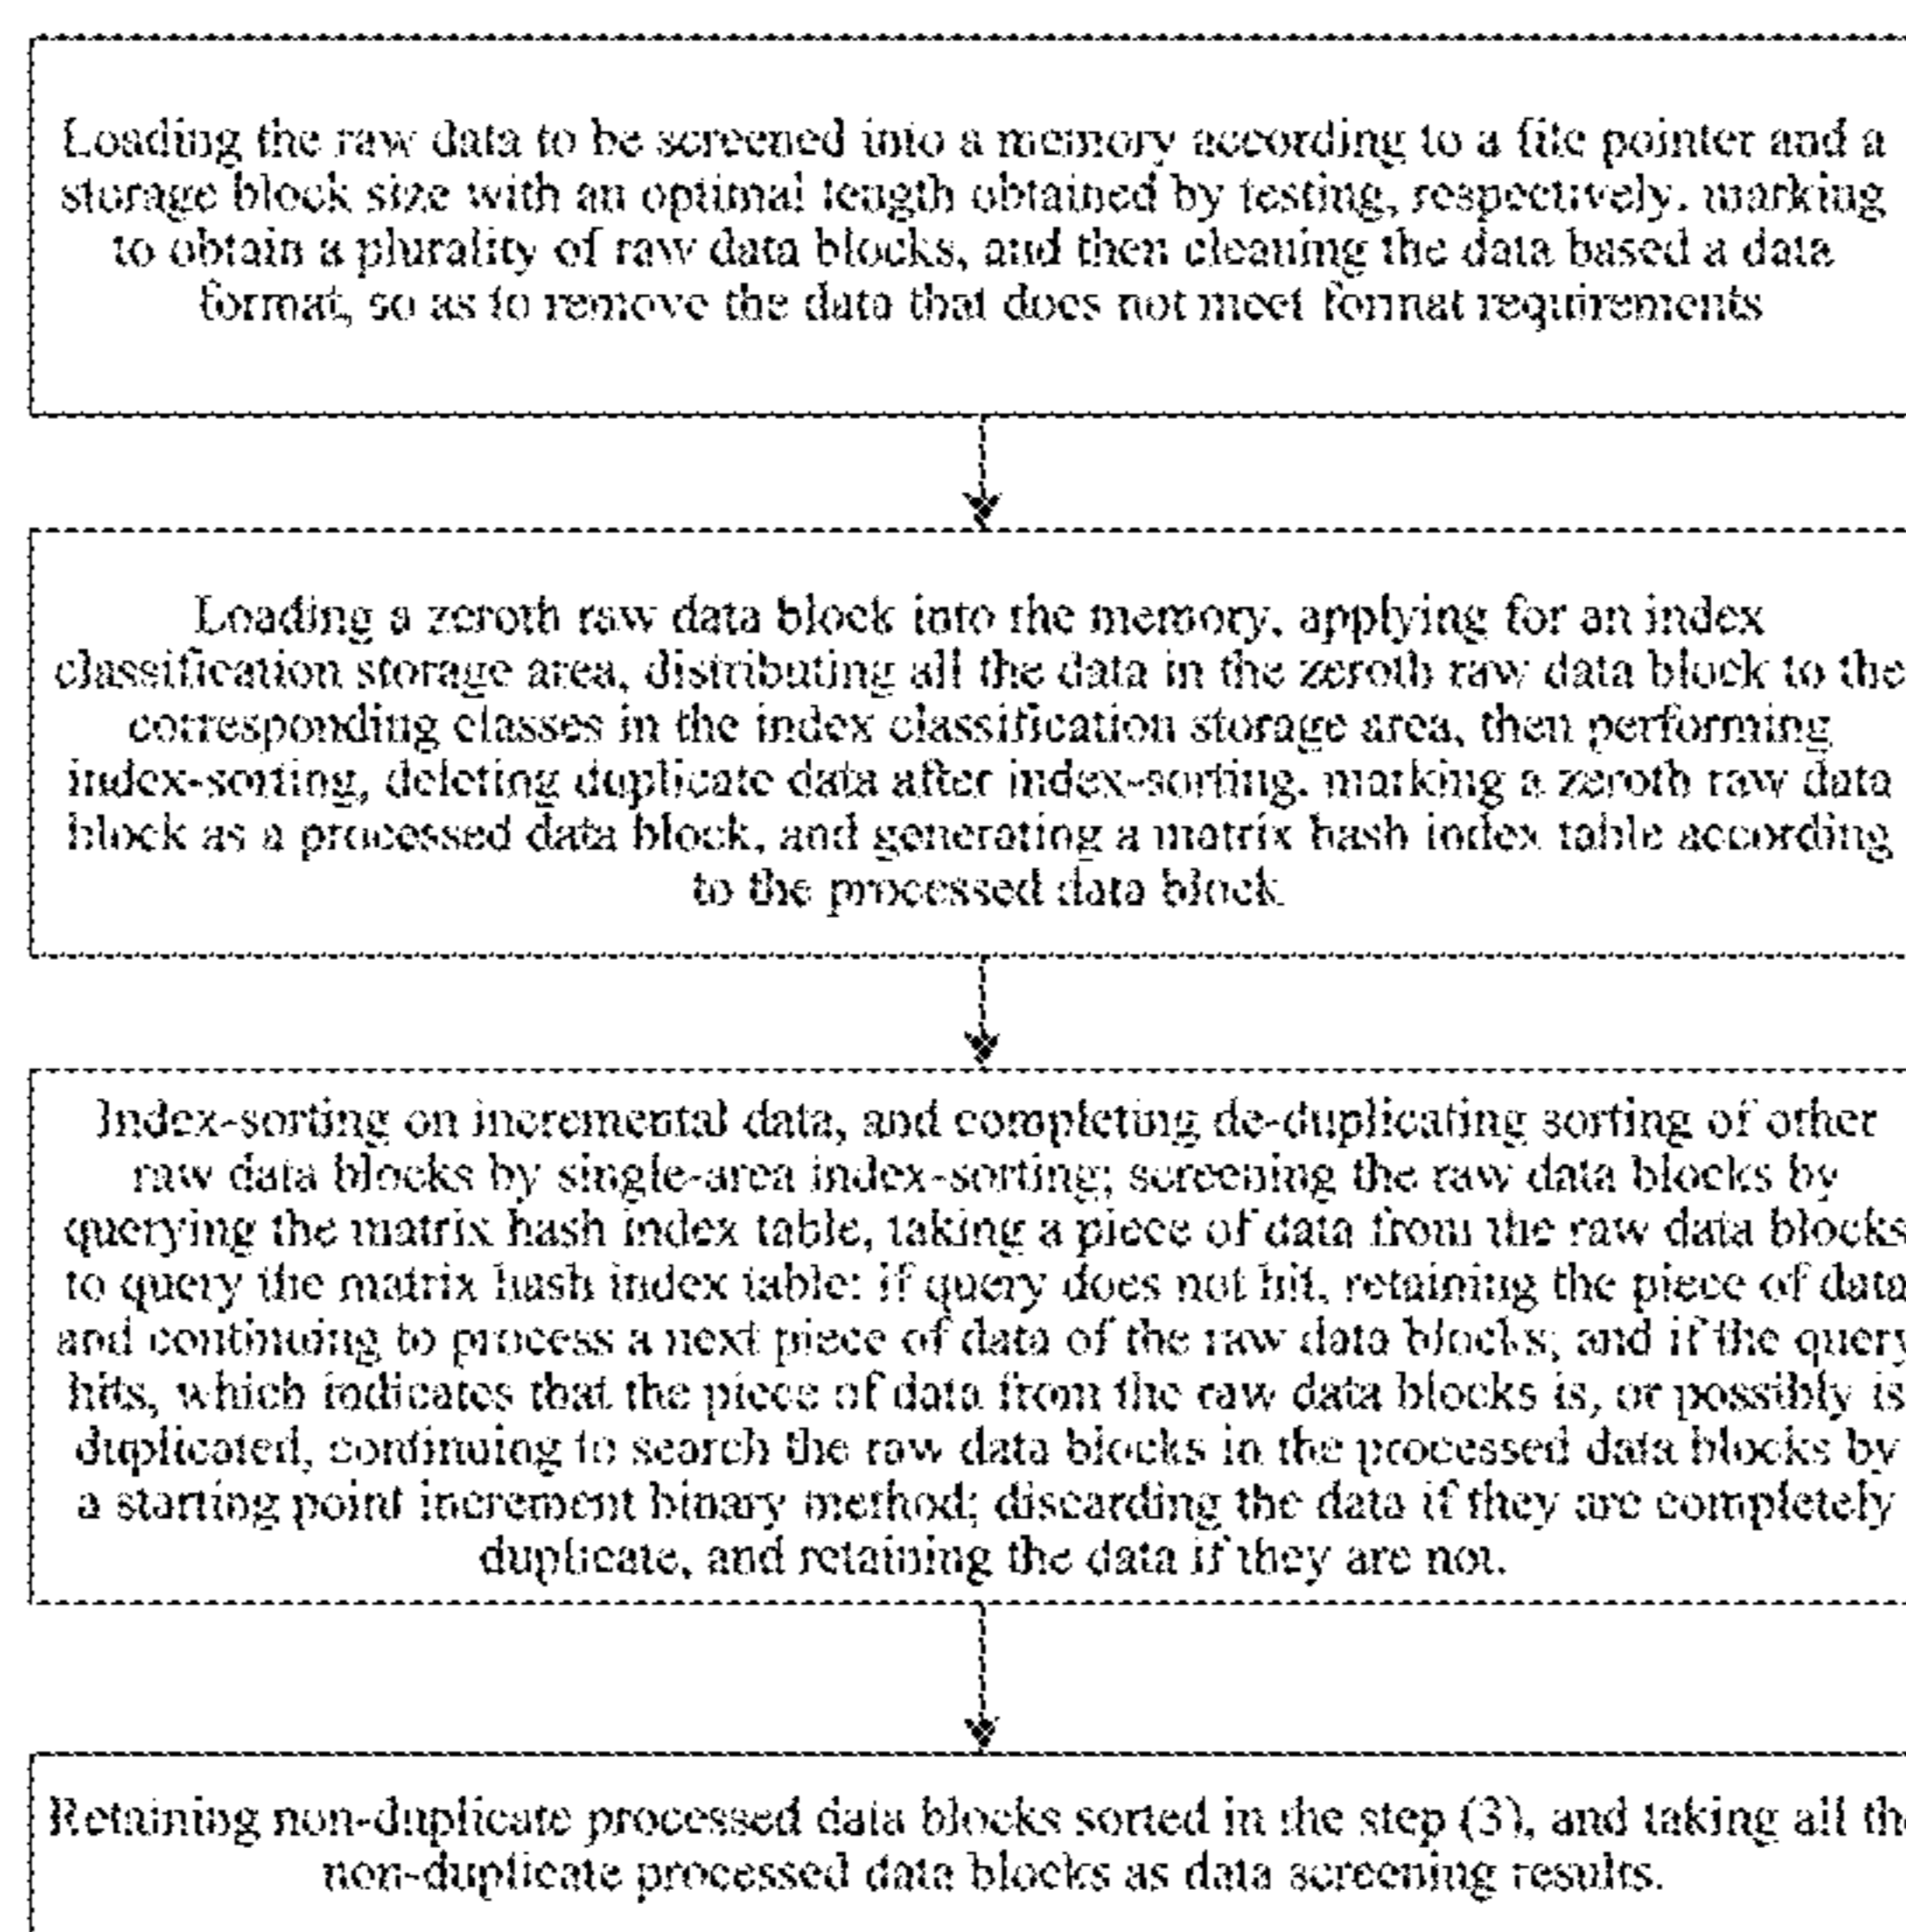 Loading the raw data to be screened into a memory according to a file pointer and a
storage block size with an optimal length obtained by testing, respectively, marking
to obtain a plurality of raw data blocks, and then cleaning the data based a data
format, so as to remove the data that does not meet format requirements
Loading a zeroth raw data block into the memory, applying for an index
classification storage area, distributing all the data in the zeroth raw data block to the
corresponding classes in the index classification storage area, then performing
index-sorting, deleting duplicate data after index-sorting, marking a zeroth raw data
block as a processed data block, and generating a matrix hash index table according
to the processed data block
Index-sorting on incremental data, and completing de-duplicating sorting of other
raw data blocks by single-area index-sorting; screening the raw data blocks by
querying the matrix hash index table, taking a piece of data from the raw data blocks
to query the matrix hash index table: if query does not hit, retaining the piece of data
and continuing to process a next piece of data of the raw data blocks; and if the query
hits, which indicates that the piece of data from the raw data blocks is, or possibly is
duplicated, continuing to search the raw data blocks in the processed data blocks by
a starting point increment binary method; discarding the data if they are completely
duplicate, and retaining the data if they are not.
Retaining non-duplicate processed data blocks sorted in the step (3), and taking all the
non-duplicate processed data blocks as data screening results.